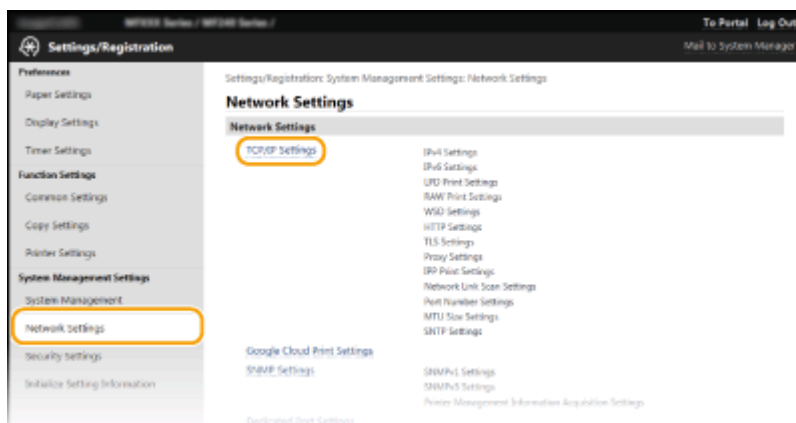 MFXXX Series / MF240 Series /
To Portal Log Out
Settings/Registration
Mail to System Manager
Preferences
Paper Settings
Display Settings
Timer Settings
Function Settings
Common Settings
Copy Settings
Printer Settings
System Management Settings
System Management
Network Settings
Security Settings
Initialize Setting Information
Settings/Registration: System Management Settings: Network Settings
Network Settings
Network Settings
TCP/IP Settings
IPv4 Settings
IPv6 Settings
LPD Print Settings
RAW Print Settings
WSD Settings
HTTP Settings
TLS Settings
Proxy Settings
IPP Print Settings
Network Link Scan Settings
Port Number Settings
MTU Size Settings
SNTP Settings
Google Cloud Print Settings
SNMP Settings
SNMPv1 Settings
SNMPv3 Settings
Printer Management Information Acquisition Settings
Dedicated Port Settings